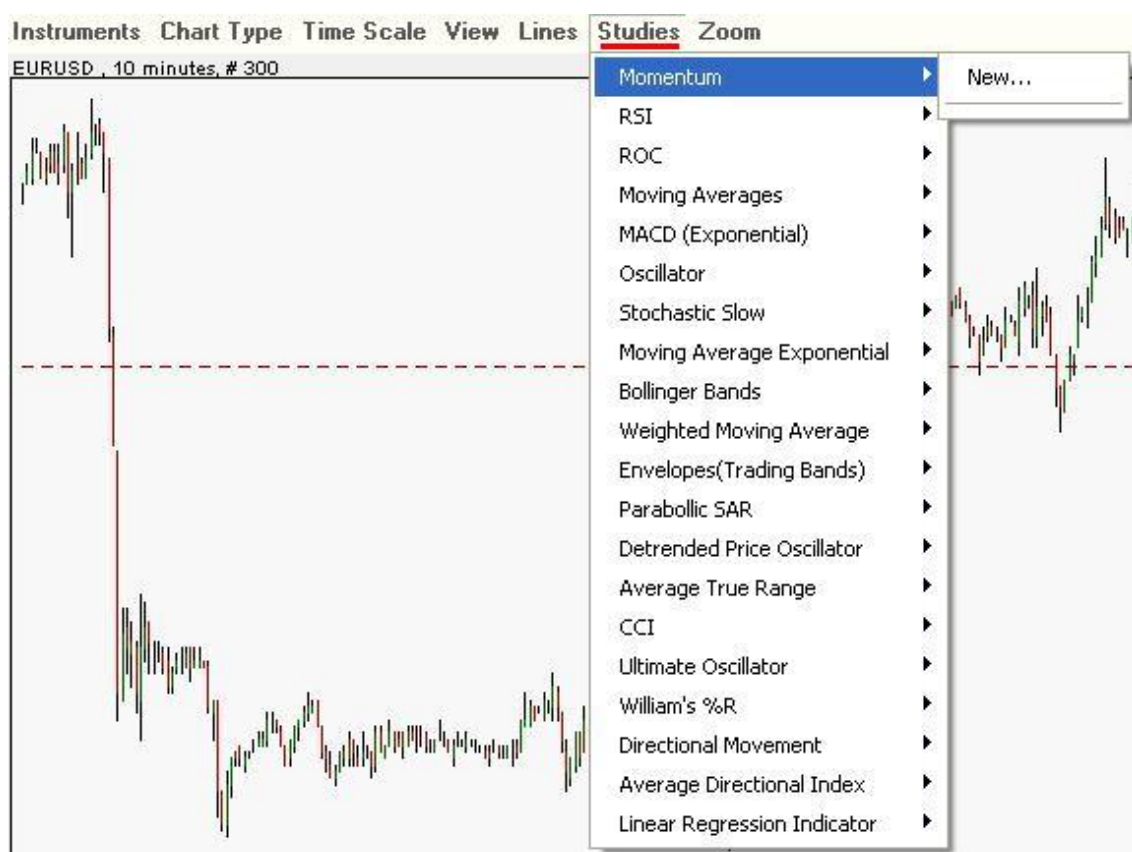 Instruments Chart Type Time Scale View Lines Studies Zoom
EURUSD , 10 minutes, # 300
Momentum
New...
RSI
ROC
Moving Averages
MACD (Exponential)
Oscillator
Stochastic Slow
Moving Average Exponential
Bollinger Bands
Weighted Moving Average
Envelopes(Trading Bands)
Parabollic SAR
Detrended Price Oscillator
Average True Range
CCI
Ultimate Oscillator
William's %R
Directional Movement
Average Directional Index
Linear Regression Indicator